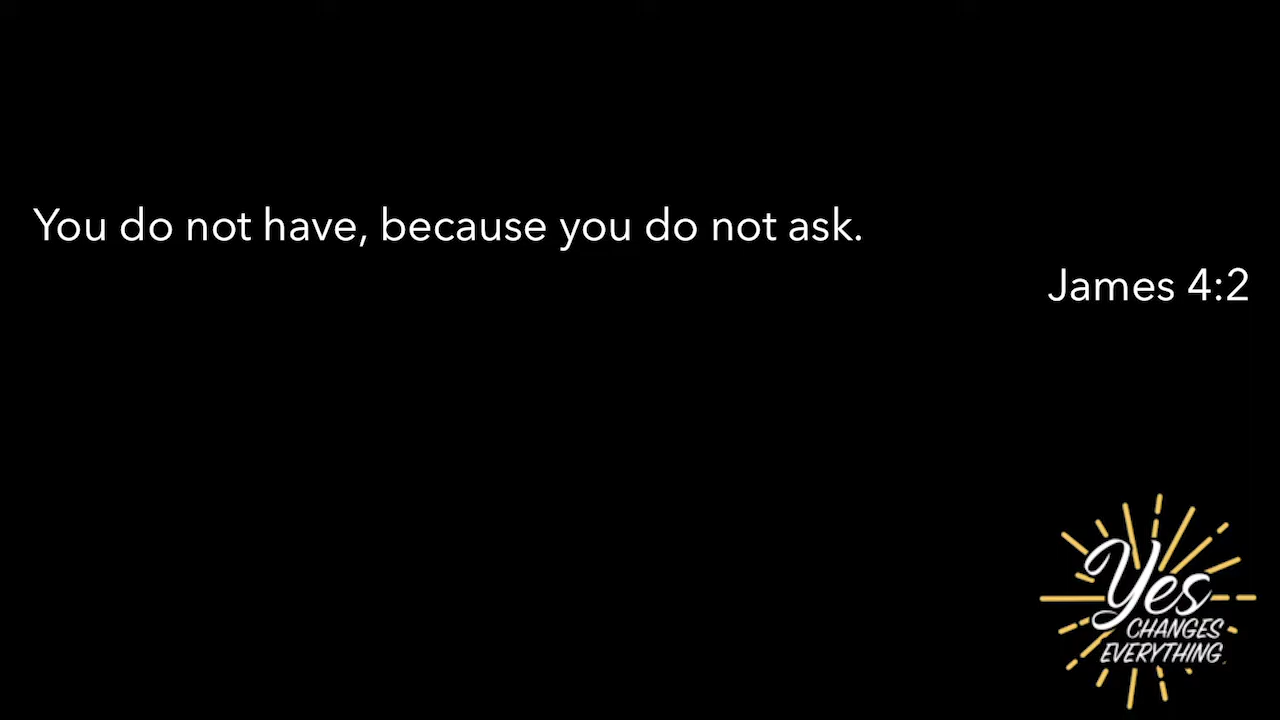 You do not have, because you do not ask.
James 4:2
Yes
CHANGES
EVERYTHING.